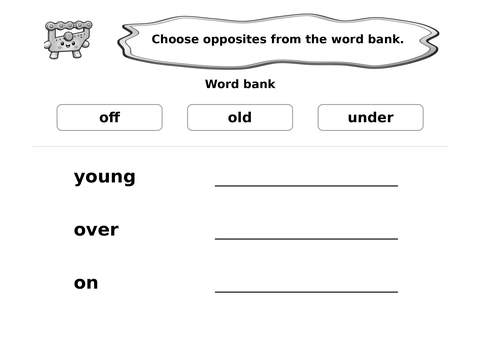 Choose opposites from the word bank.
Word bank
off old under
young
over
on